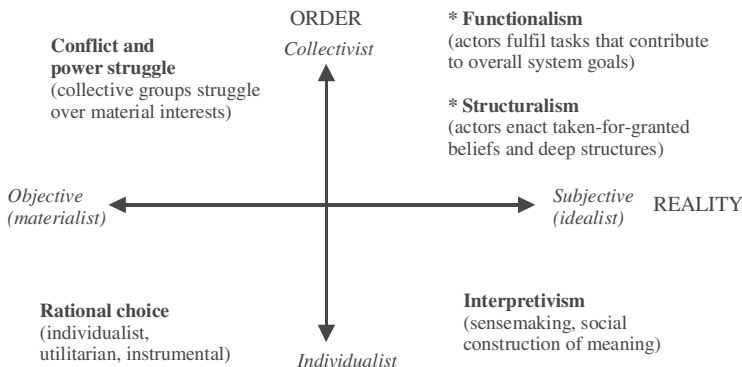 ORDER
Collectivist
Conflict and
power struggle
(collective groups struggle
over material interests)
* Functionalism
(actors fulfil tasks that contribute
to overall system goals)
* Structuralism
(actors enact taken-for-granted
beliefs and deep structures)
Objective
(materialist)
Subjective
(idealist)
REALITY
Rational choice
(individualist,
utilitarian, instrumental)
Individualist
Interpretivism
(sensemaking, social
construction of meaning)